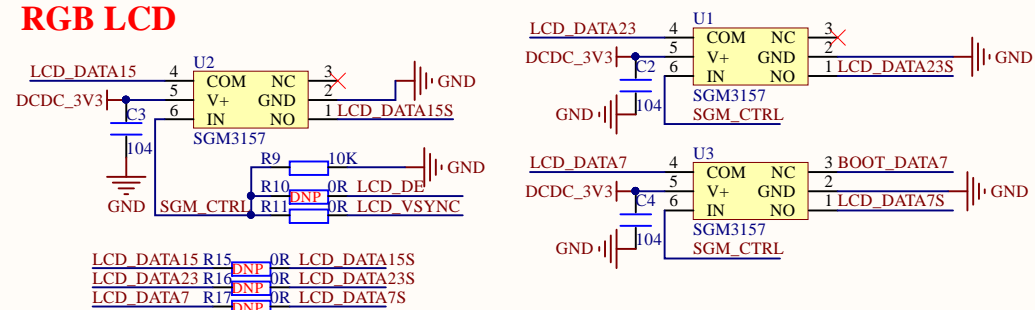 RGB LCD
U2
LCD_DATA15 4 COM NC 3
DCDC_3V3 5 V+ GND 2 GND
6 IN NO 1 LCD_DATA15S
C3
104
SGM3157
GND
R9 10K GND
R10 DNP 0R LCD_DE
SGM_CTRL R11 0R LCD_VSYNC
LCD_DATA15 R15 DNP 0R LCD_DATA15S
LCD_DATA23 R16 DNP 0R LCD_DATA23S
LCD_DATA7 R17 DNP 0R LCD_DATA7S
U1
LCD_DATA23 4 COM NC 3
DCDC_3V3 5 V+ GND 2 GND
C2 6 IN NO 1 LCD_DATA23S
104
GND
SGM3157
SGM_CTRL
U3
LCD_DATA7 4 COM NC 3 BOOT_DATA7
DCDC_3V3 5 V+ GND 2 GND
C4 6 IN NO 1 LCD_DATA7S
104
GND
SGM3157
SGM_CTRL